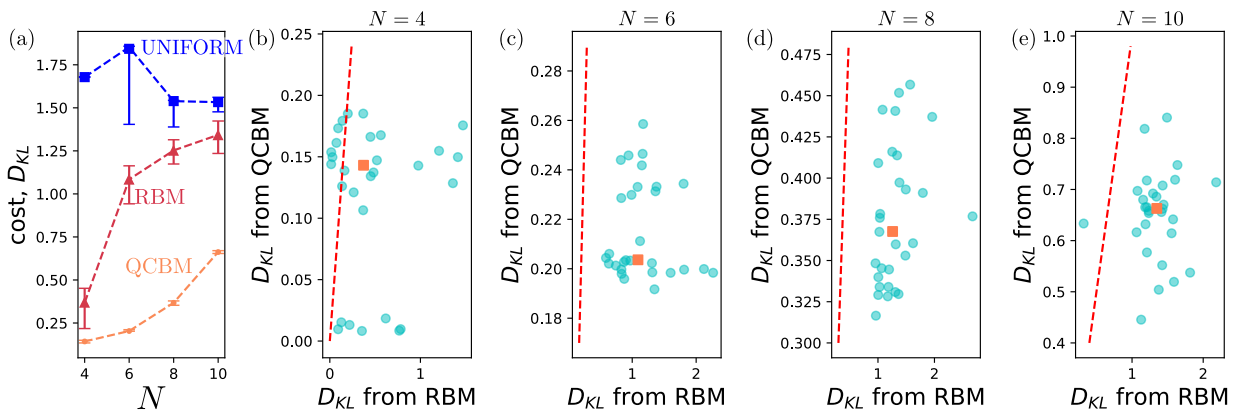 (a)
UNIFORM
RBM
QCBM
cost, D_KL
1.75
1.50
1.25
1.00
0.75
0.50
0.25
4 6 8 10
N
(b)
N = 4
D_KL from QCBM
0.25
0.20
0.15
0.10
0.05
0.00
0 1
D_KL from RBM
(c)
N = 6
D_KL from QCBM
0.28
0.26
0.24
0.22
0.20
0.18
1 2
D_KL from RBM
(d)
N = 8
D_KL from QCBM
0.475
0.450
0.425
0.400
0.375
0.350
0.325
0.300
1 2
D_KL from RBM
(e)
N = 10
D_KL from QCBM
1.0
0.9
0.8
0.7
0.6
0.5
0.4
1 2
D_KL from RBM